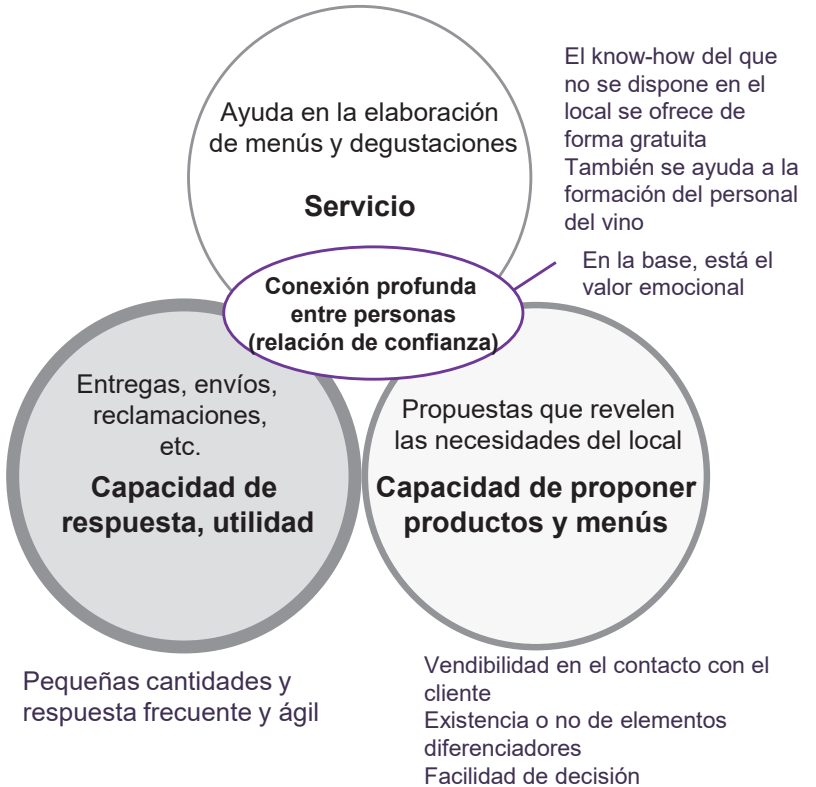 Ayuda en la elaboración
de menús y degustaciones
Servicio
El know-how del que
no se dispone en el
local se ofrece de
forma gratuita
También se ayuda a la
formación del personal
del vino
En la base, está el
valor emocional
Conexión profunda
entre personas
(relación de confianza)
Entregas, envíos,
reclamaciones,
etc.
Capacidad de
respuesta, utilidad
Propuestas que revelen
las necesidades del local
Capacidad de proponer
productos y menús
Pequeñas cantidades y
respuesta frecuente y ágil
Vendibilidad en el contacto con el
cliente
Existencia o no de elementos
diferenciadores
Facilidad de decisión